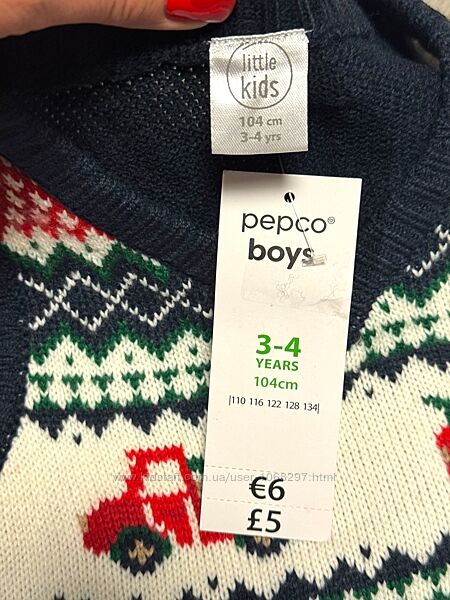 little
kids
104 cm
3-4 yrs
pepco®
boys
3-4
YEARS
104cm
|110 116 122 128 134|
€6
£5